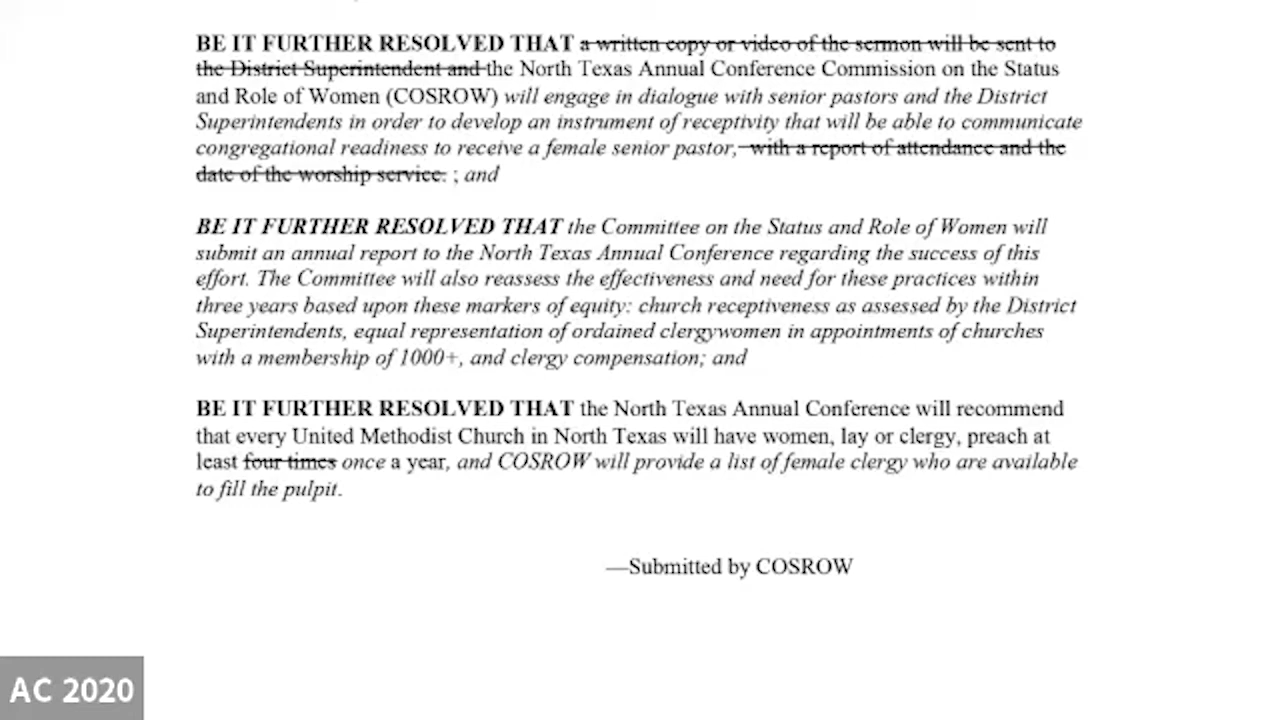 BE IT FURTHER RESOLVED THAT a written copy or video of the sermon will be sent to
the District Superintendent and the North Texas Annual Conference Commission on the Status
and Role of Women (COSROW) will engage in dialogue with senior pastors and the District
Superintendents in order to develop an instrument of receptivity that will be able to communicate
congregational readiness to receive a female senior pastor, with a report of attendance and the
date of the worship service. ; and
BE IT FURTHER RESOLVED THAT the Committee on the Status and Role of Women will
submit an annual report to the North Texas Annual Conference regarding the success of this
effort. The Committee will also reassess the effectiveness and need for these practices within
three years based upon these markers of equity: church receptiveness as assessed by the District
Superintendents, equal representation of ordained clergywomen in appointments of churches
with a membership of 1000+, and clergy compensation; and
BE IT FURTHER RESOLVED THAT the North Texas Annual Conference will recommend
that every United Methodist Church in North Texas will have women, lay or clergy, preach at
least four times once a year, and COSROW will provide a list of female clergy who are available
to fill the pulpit.
—Submitted by COSROW
AC 2020